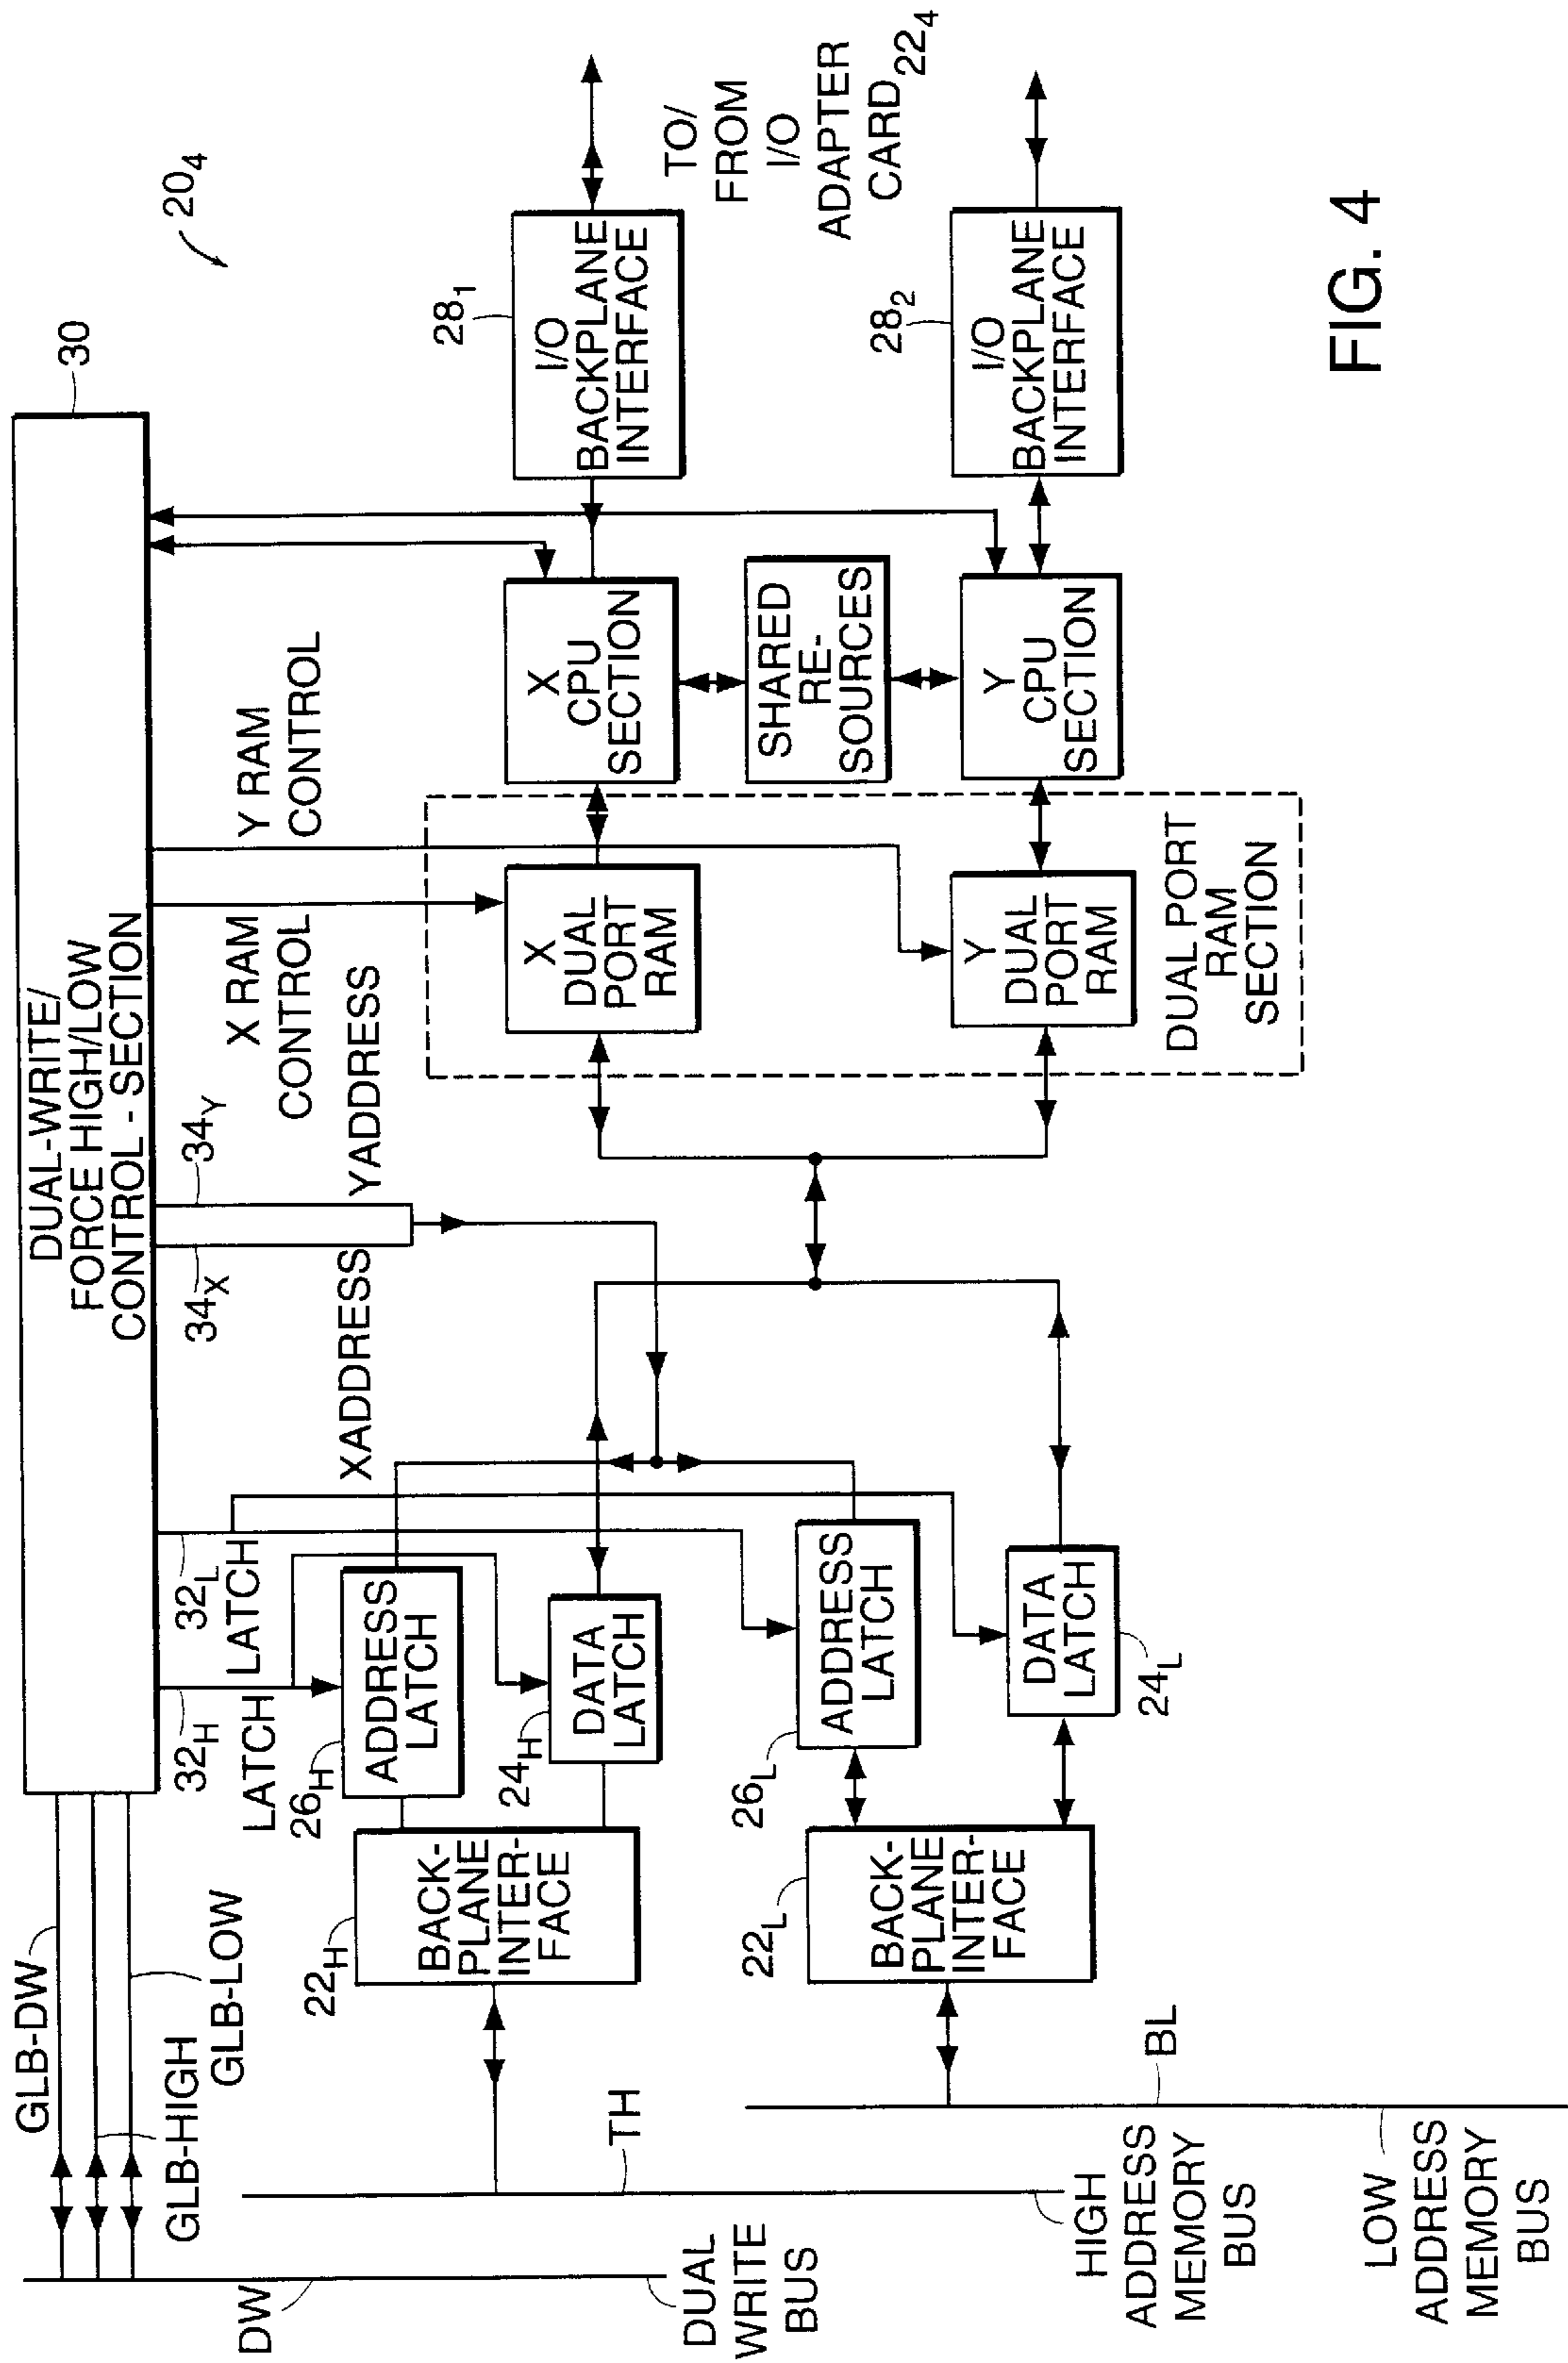 20₄
30
DUAL-WRITE/
FORCE HIGH/LOW
CONTROL - SECTION
GLB-DW
GLB-HIGH
GLB-LOW
DW
DUAL
WRITE
BUS
32H
LATCH
32L
LATCH
34X
34Y
XADDRESS
YADDRESS
X RAM
CONTROL
Y RAM
CONTROL
26H
ADDRESS
LATCH
24H
DATA
LATCH
22H
BACK-
PLANE
INTER-
FACE
TH
HIGH
ADDRESS
MEMORY
BUS
26L
ADDRESS
LATCH
24L
DATA
LATCH
22L
BACK-
PLANE
INTER-
FACE
BL
LOW
ADDRESS
MEMORY
BUS
X
DUAL
PORT
RAM
Y
DUAL
PORT
RAM
DUAL PORT
RAM
SECTION
X
CPU
SECTION
SHARED
RE-
SOURCES
Y
CPU
SECTION
28₁
I/O
BACKPLANE
INTERFACE
28₂
I/O
BACKPLANE
INTERFACE
TO/
FROM
I/O
ADAPTER
CARD 22₄
FIG. 4